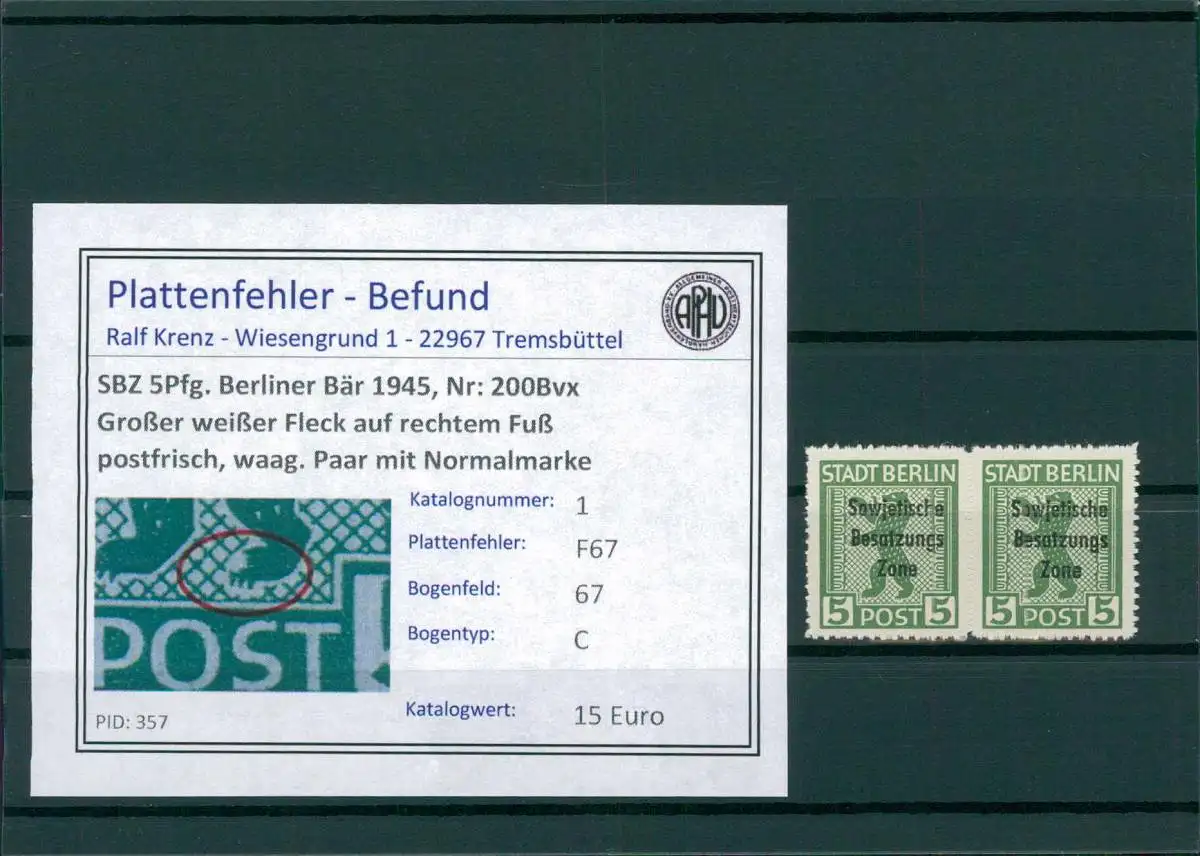 Plattenfehler - Befund
Ralf Krenz - Wiesengrund 1 - 22967 Tremsbüttel
APHV
SBZ 5Pfg. Berliner Bär 1945, Nr: 200Bvx
Großer weißer Fleck auf rechtem Fuß
postfrisch, waag. Paar mit Normalmarke
Katalognummer: 1
Plattenfehler: F67
Bogenfeld: 67
Bogentyp: C
Katalogwert: 15 Euro
POST
PID: 357
STADT BERLIN
Sowjetische
Besatzungs
Zone
5 POST 5
STADT BERLIN
Sowjetische
Besatzungs
Zone
5 POST 5